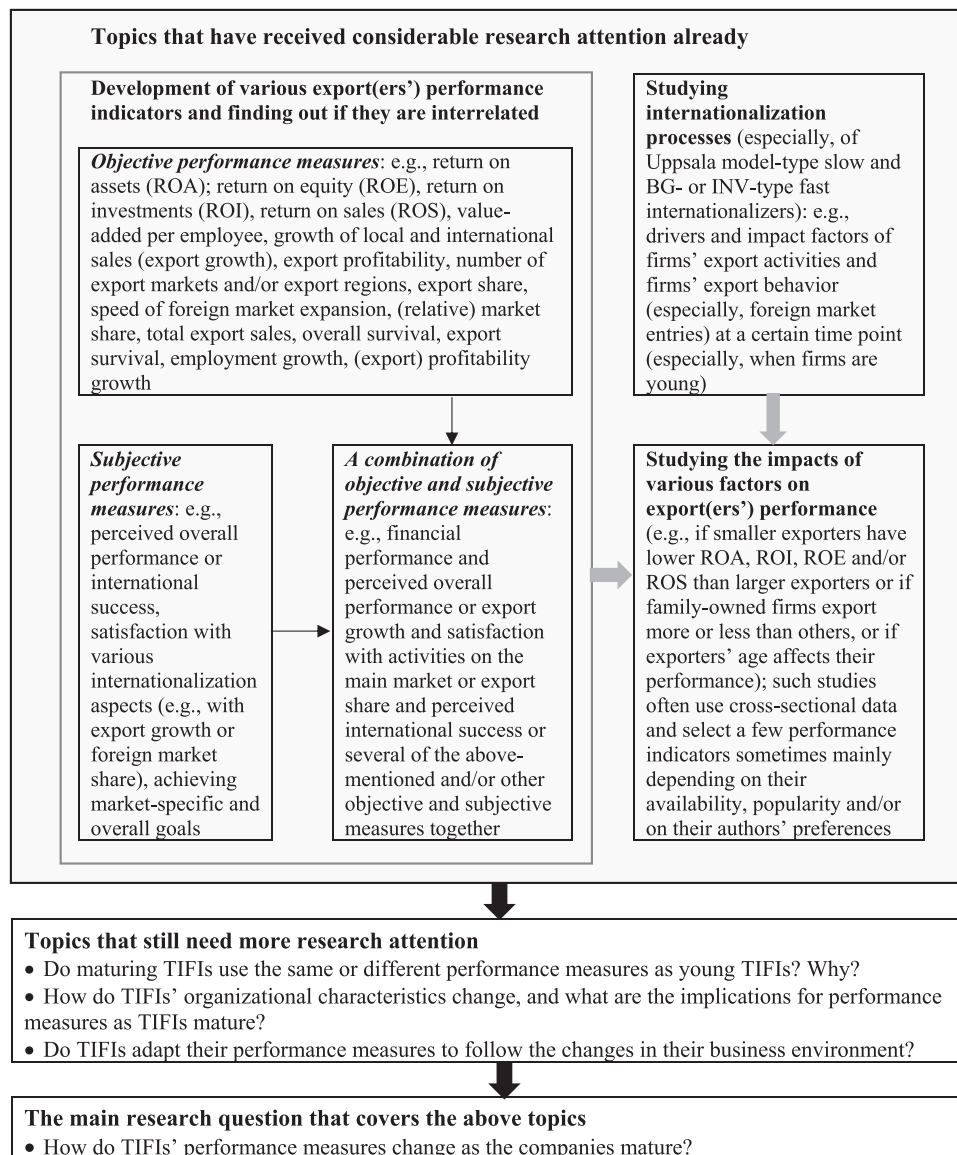 Topics that have received considerable research attention already
Development of various export(ers') performance
indicators and finding out if they are interrelated
Objective performance measures: e.g., return on
assets (ROA); return on equity (ROE), return on
investments (ROI), return on sales (ROS), value-
added per employee, growth of local and international
sales (export growth), export profitability, number of
export markets and/or export regions, export share,
speed of foreign market expansion, (relative) market
share, total export sales, overall survival, export
survival, employment growth, (export) profitability
growth
Studying
internationalization
processes (especially, of
Uppsala model-type slow and
BG- or INV-type fast
internationalizers): e.g.,
drivers and impact factors of
firms' export activities and
firms' export behavior
(especially, foreign market
entries) at a certain time point
(especially, when firms are
young)
Subjective
performance
measures: e.g.,
perceived overall
performance or
international
success,
satisfaction with
various
internationalization
aspects (e.g., with
export growth or
foreign market
share), achieving
market-specific and
overall goals
A combination of
objective and subjective
performance measures:
e.g., financial
performance and
perceived overall
performance or export
growth and satisfaction
with activities on the
main market or export
share and perceived
international success or
several of the above-
mentioned and/or other
objective and subjective
measures together
Studying the impacts of
various factors on
export(ers') performance
(e.g., if smaller exporters have
lower ROA, ROI, ROE and/or
ROS than larger exporters or if
family-owned firms export
more or less than others, or if
exporters' age affects their
performance); such studies
often use cross-sectional data
and select a few performance
indicators sometimes mainly
depending on their
availability, popularity and/or
on their authors' preferences
Topics that still need more research attention
• Do maturing TIFIs use the same or different performance measures as young TIFIs? Why?
• How do TIFIs' organizational characteristics change, and what are the implications for performance
measures as TIFIs mature?
• Do TIFIs adapt their performance measures to follow the changes in their business environment?
The main research question that covers the above topics
• How do TIFIs' performance measures change as the companies mature?